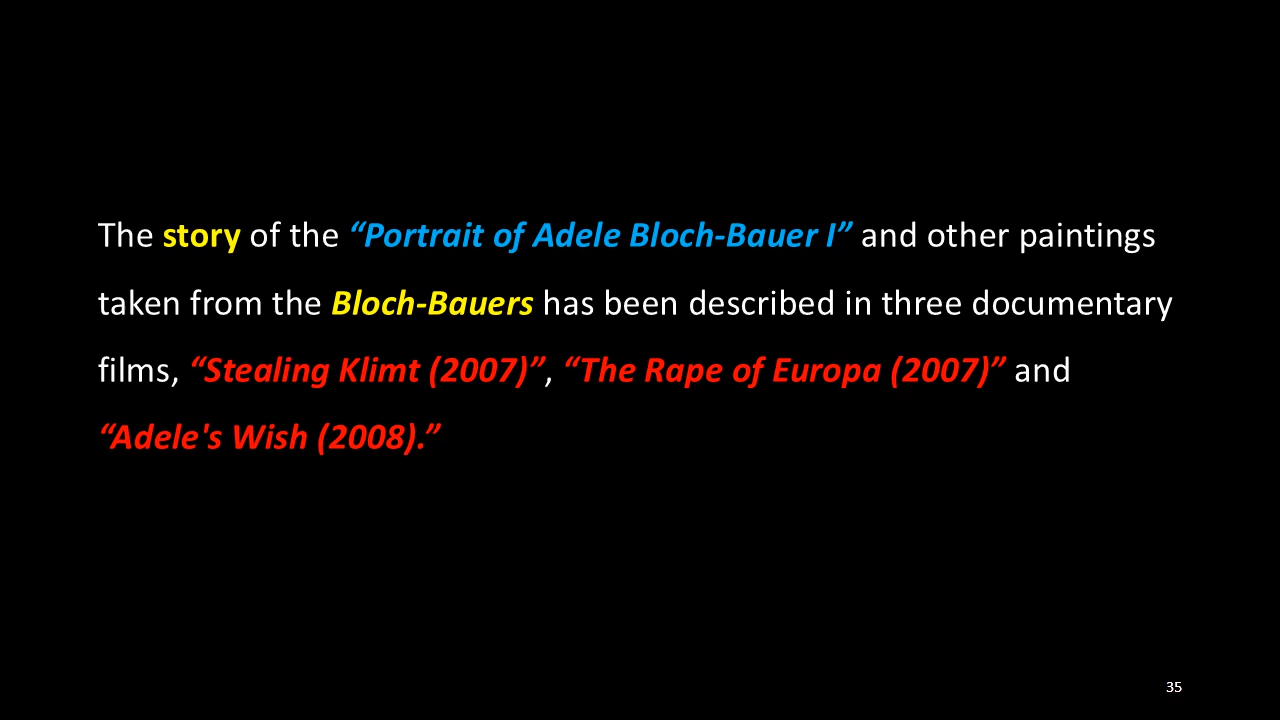 The story of the “Portrait of Adele Bloch-Bauer I” and other paintings
taken from the Bloch-Bauers has been described in three documentary
films, “Stealing Klimt (2007)”, “The Rape of Europa (2007)” and
“Adele's Wish (2008).”
35